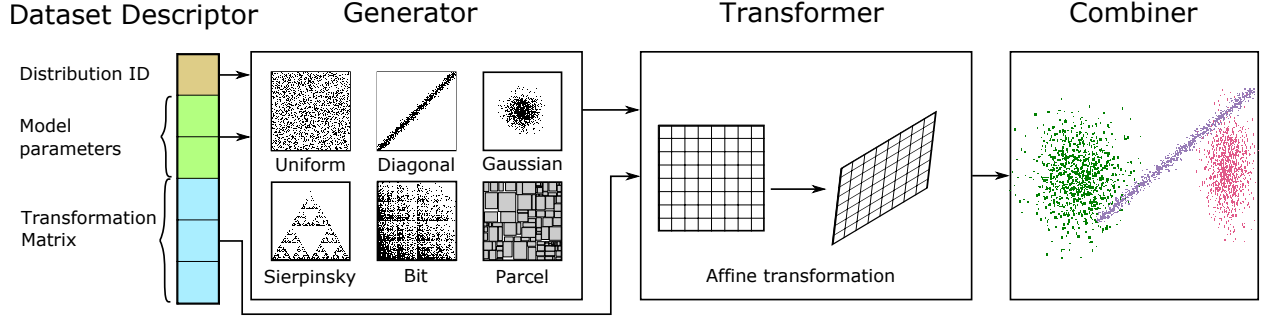 Dataset Descriptor
Generator
Transformer
Combiner
Distribution ID
Model
parameters
Transformation
Matrix
Uniform
Diagonal
Gaussian
Sierpinsky
Bit
Parcel
Affine transformation